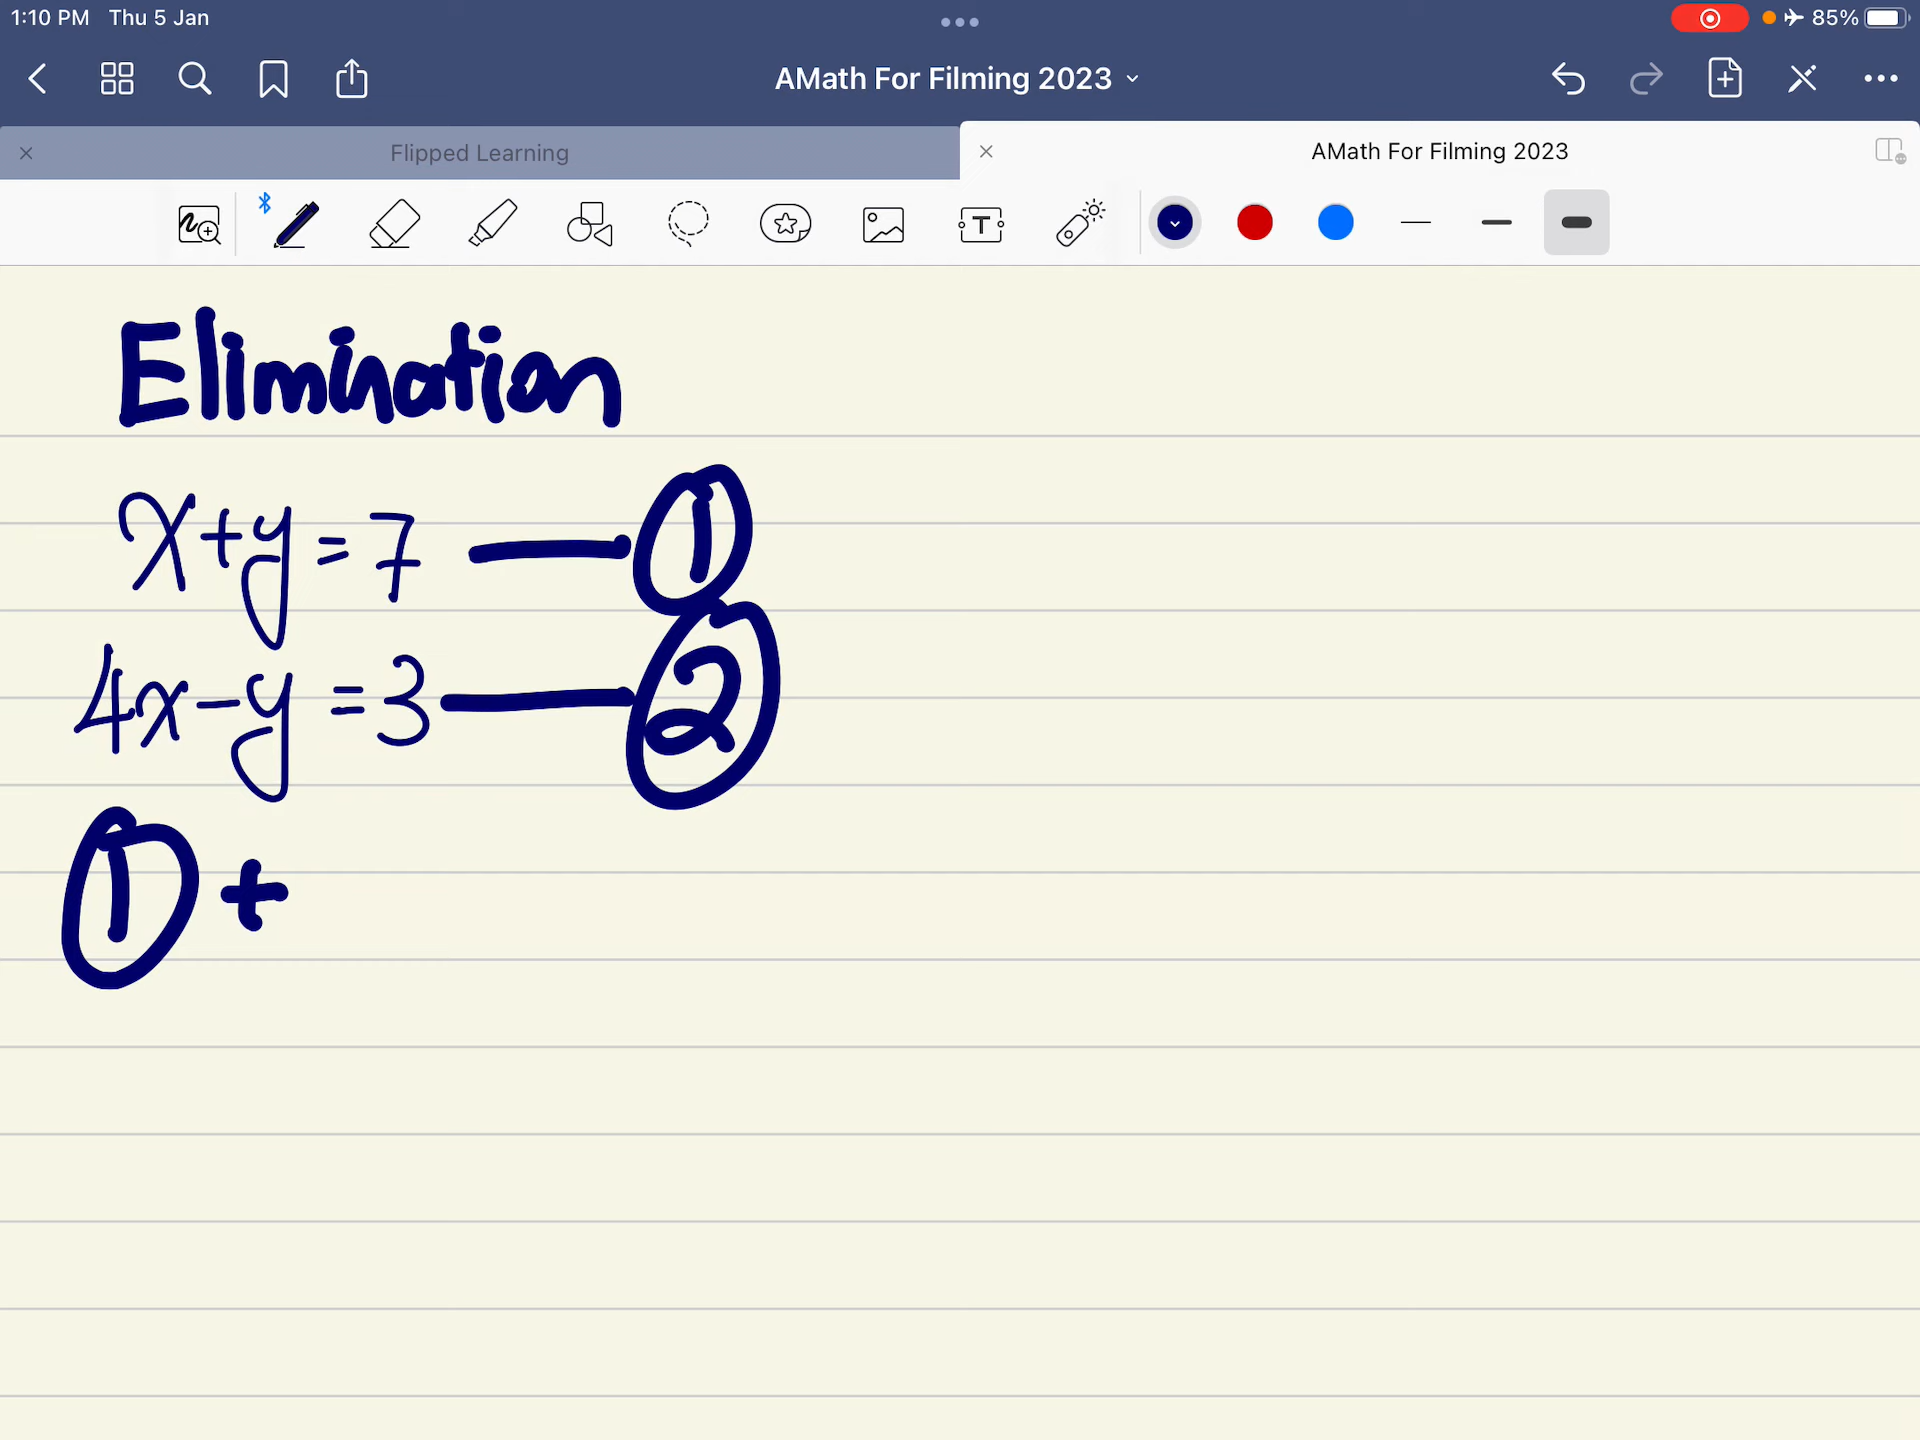 1:10 PM Thu 5 Jan
85%
AMath For Filming 2023
Flipped Learning
AMath For Filming 2023
T
Elimination
x+y=7 — ①
4x-y=3 — ②
① +